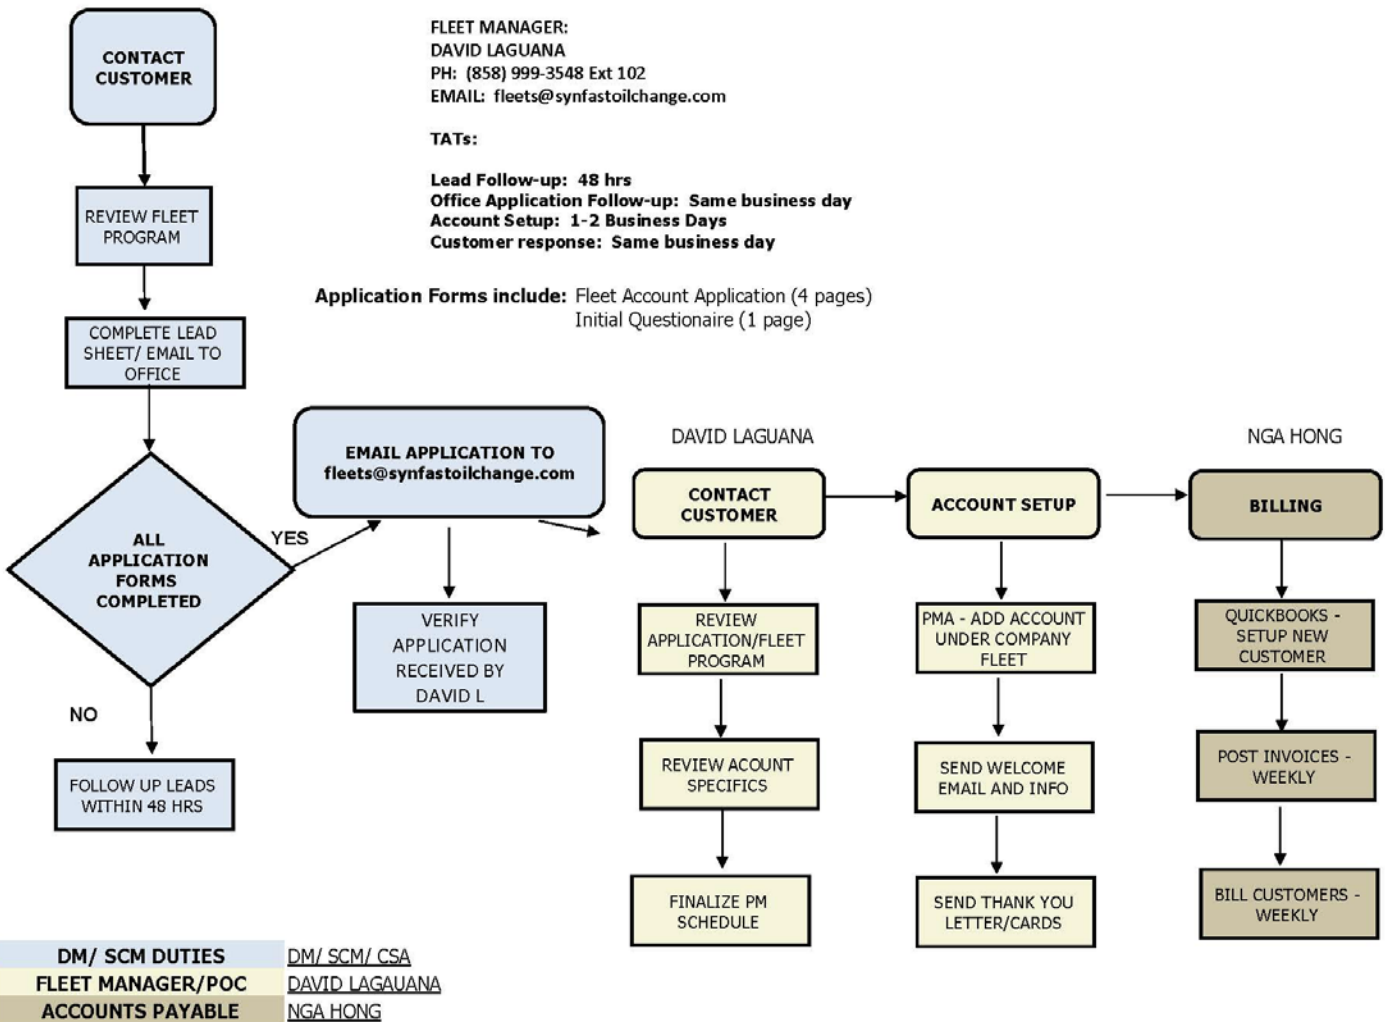 CONTACT
CUSTOMER
REVIEW FLEET
PROGRAM
COMPLETE LEAD
SHEET/ EMAIL TO
OFFICE
ALL
APPLICATION
FORMS
COMPLETED
YES
NO
FOLLOW UP LEADS
WITHIN 48 HRS
FLEET MANAGER:
DAVID LAGUANA
PH: (858) 999-3548 Ext 102
EMAIL: fleets@synfastoilchange.com
TATs:
Lead Follow-up: 48 hrs
Office Application Follow-up: Same business day
Account Setup: 1-2 Business Days
Customer response: Same business day
Application Forms include: Fleet Account Application (4 pages)
Initial Questionaire (1 page)
EMAIL APPLICATION TO
fleets@synfastoilchange.com
VERIFY
APPLICATION
RECEIVED BY
DAVID L
DAVID LAGUANA
CONTACT
CUSTOMER
REVIEW
APPLICATION/FLEET
PROGRAM
REVIEW ACOUNT
SPECIFICS
FINALIZE PM
SCHEDULE
ACCOUNT SETUP
PMA - ADD ACCOUNT
UNDER COMPANY
FLEET
SEND WELCOME
EMAIL AND INFO
SEND THANK YOU
LETTER/CARDS
NGA HONG
BILLING
QUICKBOOKS -
SETUP NEW
CUSTOMER
POST INVOICES -
WEEKLY
BILL CUSTOMERS -
WEEKLY
DM/ SCM DUTIES DM/ SCM/ CSA
FLEET MANAGER/POC DAVID LAGAUANA
ACCOUNTS PAYABLE NGA HONG